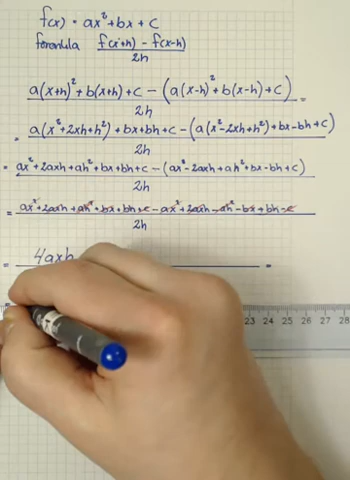 f(x) = ax²+bx+c
formula f(x+h) - f(x-h) / 2h
a(x+h)²+b(x+h)+c-(a(x-h)²+b(x-h)+c) / 2h =
= a(x²+2xh+h²)+bx+bh+c-(a(x²-2xh+h²)+bx-bh+c) / 2h
= ax²+2axh+ah²+bx+bh+c-(ax²-2axh+ah²+bx-bh+c) / 2h
= ax²+2axh+ah²+bx+bh+c-ax²+2axh-ah²-bx+bh-c / 2h
= 4axh =
=
23 24 25 26 27 28